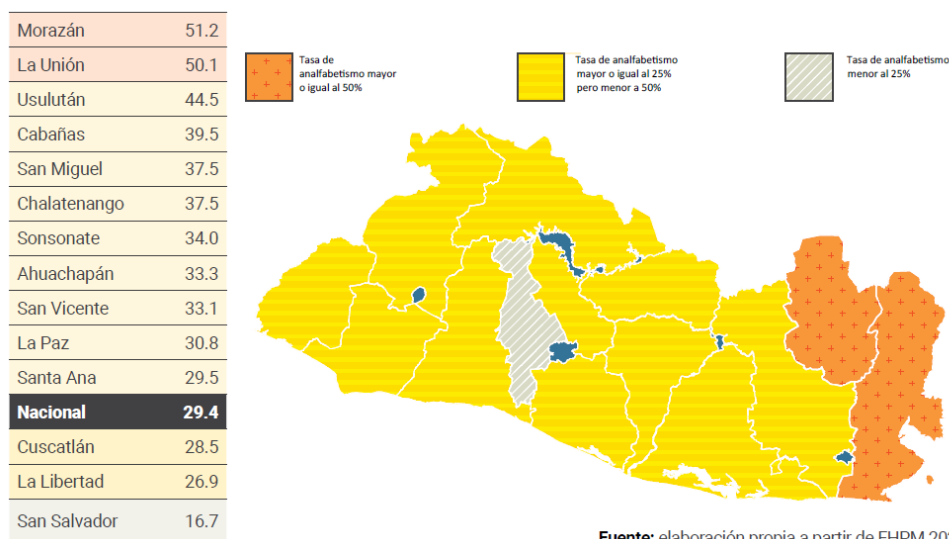 Morazán 51.2
La Unión 50.1
Usulután 44.5
Cabañas 39.5
San Miguel 37.5
Chalatenango 37.5
Sonsonate 34.0
Ahuachapán 33.3
San Vicente 33.1
La Paz 30.8
Santa Ana 29.5
Nacional 29.4
Cuscatlán 28.5
La Libertad 26.9
San Salvador 16.7
Tasa de
analfabetismo mayor
o igual al 50%
Tasa de analfabetismo
mayor o igual al 25%
pero menor a 50%
Tasa de analfabetismo
menor al 25%
Fuente: elaboración propia a partir de EHPM